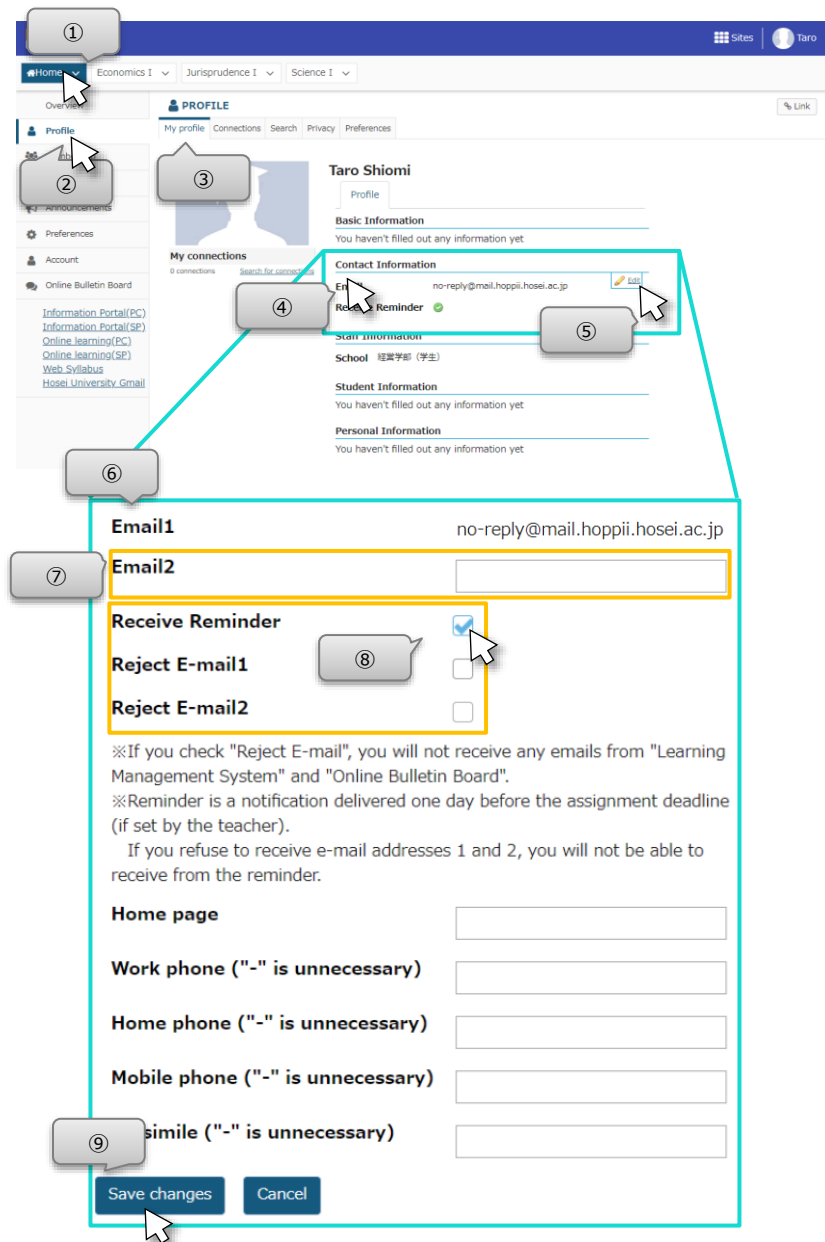 ①
Sites
Taro
Home
Economics I
Jurisprudence I
Science I
Overview
PROFILE
Link
Profile
My profile
Connections
Search
Privacy
Preferences
②
③
Taro Shiomi
Profile
Announcements
Basic Information
You haven't filled out any information yet
Preferences
My connections
0 connections
Search for connections
Contact Information
Account
no-reply@mail.hoppii.hosei.ac.jp
Edit
④
Reminder
⑤
Online Bulletin Board
Information Portal(PC)
Information Portal(SP)
Online learning(PC)
Online learning(SP)
Web Syllabus
Hosei University Gmail
Staff Information
School 経営学部 (学生)
Student Information
You haven't filled out any information yet
Personal Information
You haven't filled out any information yet
⑥
Email1 no-reply@mail.hoppii.hosei.ac.jp
⑦
Email2
Receive Reminder
⑧
Reject E-mail1
Reject E-mail2
※If you check "Reject E-mail", you will not receive any emails from "Learning
Management System" and "Online Bulletin Board".
※Reminder is a notification delivered one day before the assignment deadline
(if set by the teacher).
If you refuse to receive e-mail addresses 1 and 2, you will not be able to
receive from the reminder.
Home page
Work phone ("-" is unnecessary)
Home phone ("-" is unnecessary)
Mobile phone ("-" is unnecessary)
⑨
simile ("-" is unnecessary)
Save changes
Cancel